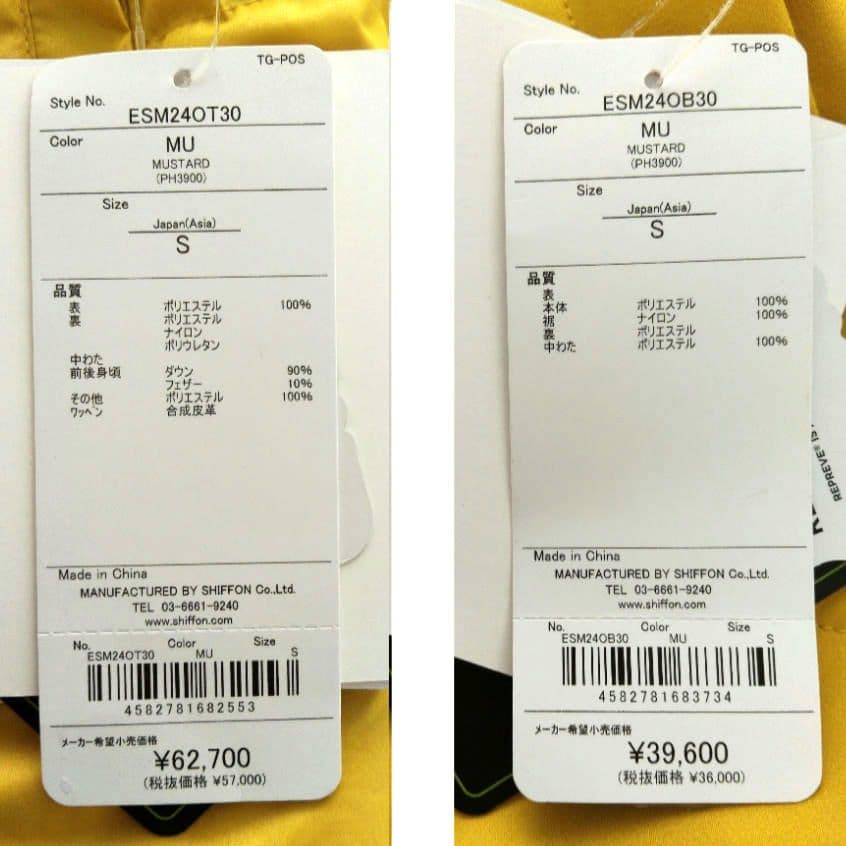 TG-POS
Style No.
ESM24OT30
Color MU
MUSTARD
(PH3900)
Size
Japan(Asia)
S
品質
表 ポリエステル 100%
裏 ポリエステル
ナイロン
ポリウレタン
中わた
前後身頃 ダウン 90%
フェザー 10%
その他 ポリエステル 100%
ワッペン 合成皮革
Made in China
MANUFACTURED BY SHIFFON Co.,Ltd.
TEL 03-6661-9240
www.shiffon.com
No. Color Size
ESM24OT30 MU S
4582781682553
メーカー希望小売価格
¥62,700
(税抜価格 ¥57,000)
TG-POS
Style No.
ESM24OB30
Color MU
MUSTARD
(PH3900)
Size
Japan(Asia)
S
品質
表
本体 ポリエステル 100%
裾 ナイロン 100%
裏 ポリエステル
中わた ポリエステル 100%
Made in China
MANUFACTURED BY SHIFFON Co.,Ltd.
TEL 03-6661-9240
www.shiffon.com
No. Color Size
ESM24OB30 MU S
4582781683734
メーカー希望小売価格
¥39,600
(税抜価格 ¥36,000)
REPREVE®